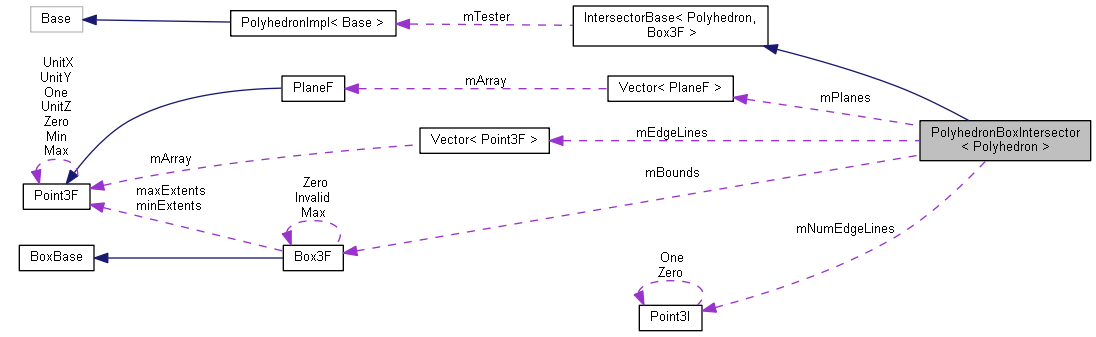 Base
PolyhedronImpl< Base >
mTester
IntersectorBase< Polyhedron,
Box3F >
UnitX
UnitY
One
UnitZ
Zero
Min
Max
PlaneF
mArray
Vector< PlaneF >
mPlanes
PolyhedronBoxIntersector
< Polyhedron >
mArray
Vector< Point3F >
mEdgeLines
mBounds
Point3F
maxExtents
minExtents
Zero
Invalid
Max
mNumEdgeLines
BoxBase
Box3F
One
Zero
Point3I